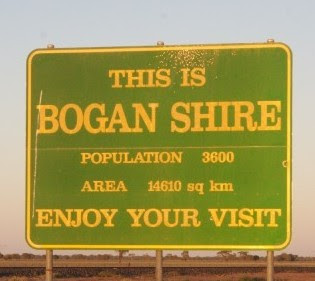 THIS IS
BOGAN SHIRE
POPULATION 3600
AREA 14610 sq km
ENJOY YOUR VISIT